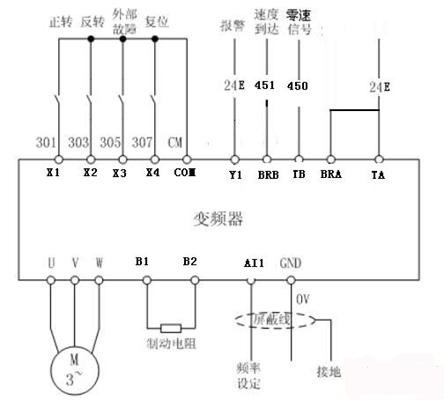 正转 反转 外部故障 复位 报警 速度到达 零速信号
24E 451 450 24E
301 303 305 307 CM
X1 X2 X3 X4 COM Y1 BRB TB BRA TA
变频器
U V W B1 B2 AI1 GND
0V
制动电阻 屏蔽线
M
3~
频率设定 接地